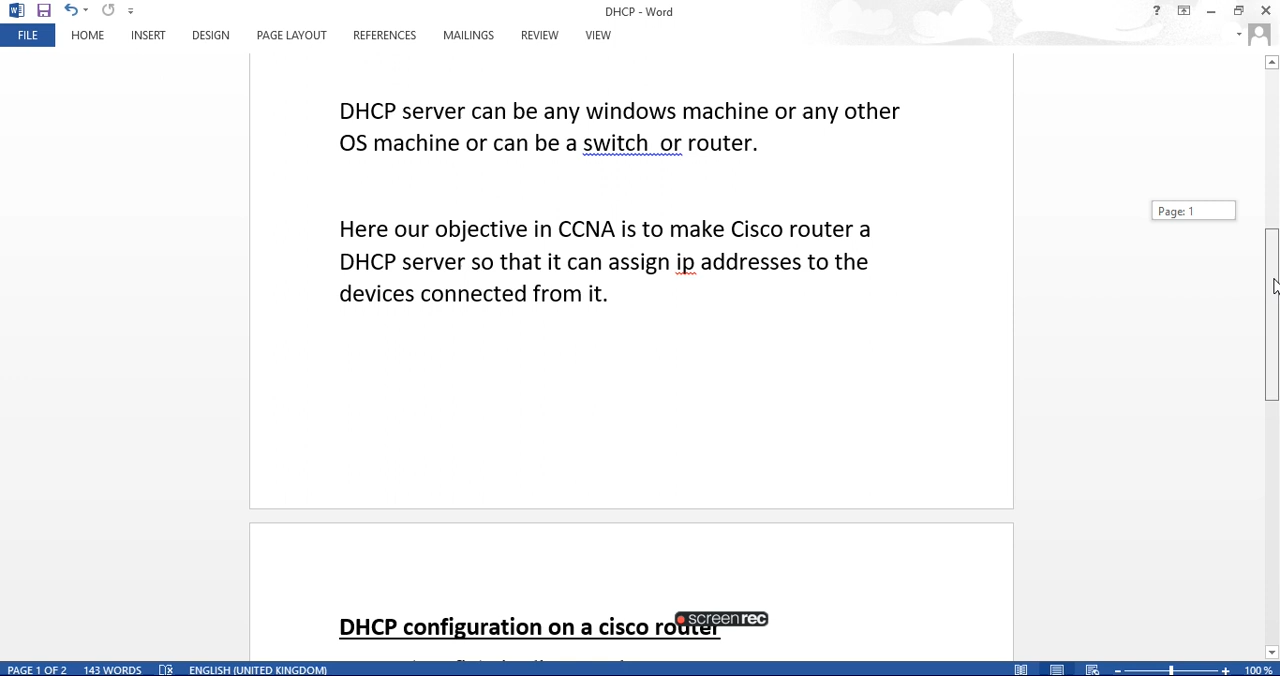 DHCP - Word
?
FILE HOME INSERT DESIGN PAGE LAYOUT REFERENCES MAILINGS REVIEW VIEW
DHCP server can be any windows machine or any other
OS machine or can be a switch  or router.
Page: 1
Here our objective in CCNA is to make Cisco router a
DHCP server so that it can assign ip addresses to the
devices connected from it.
screenrec
DHCP configuration on a cisco router
PAGE 1 OF 2 143 WORDS ENGLISH (UNITED KINGDOM) 100 %